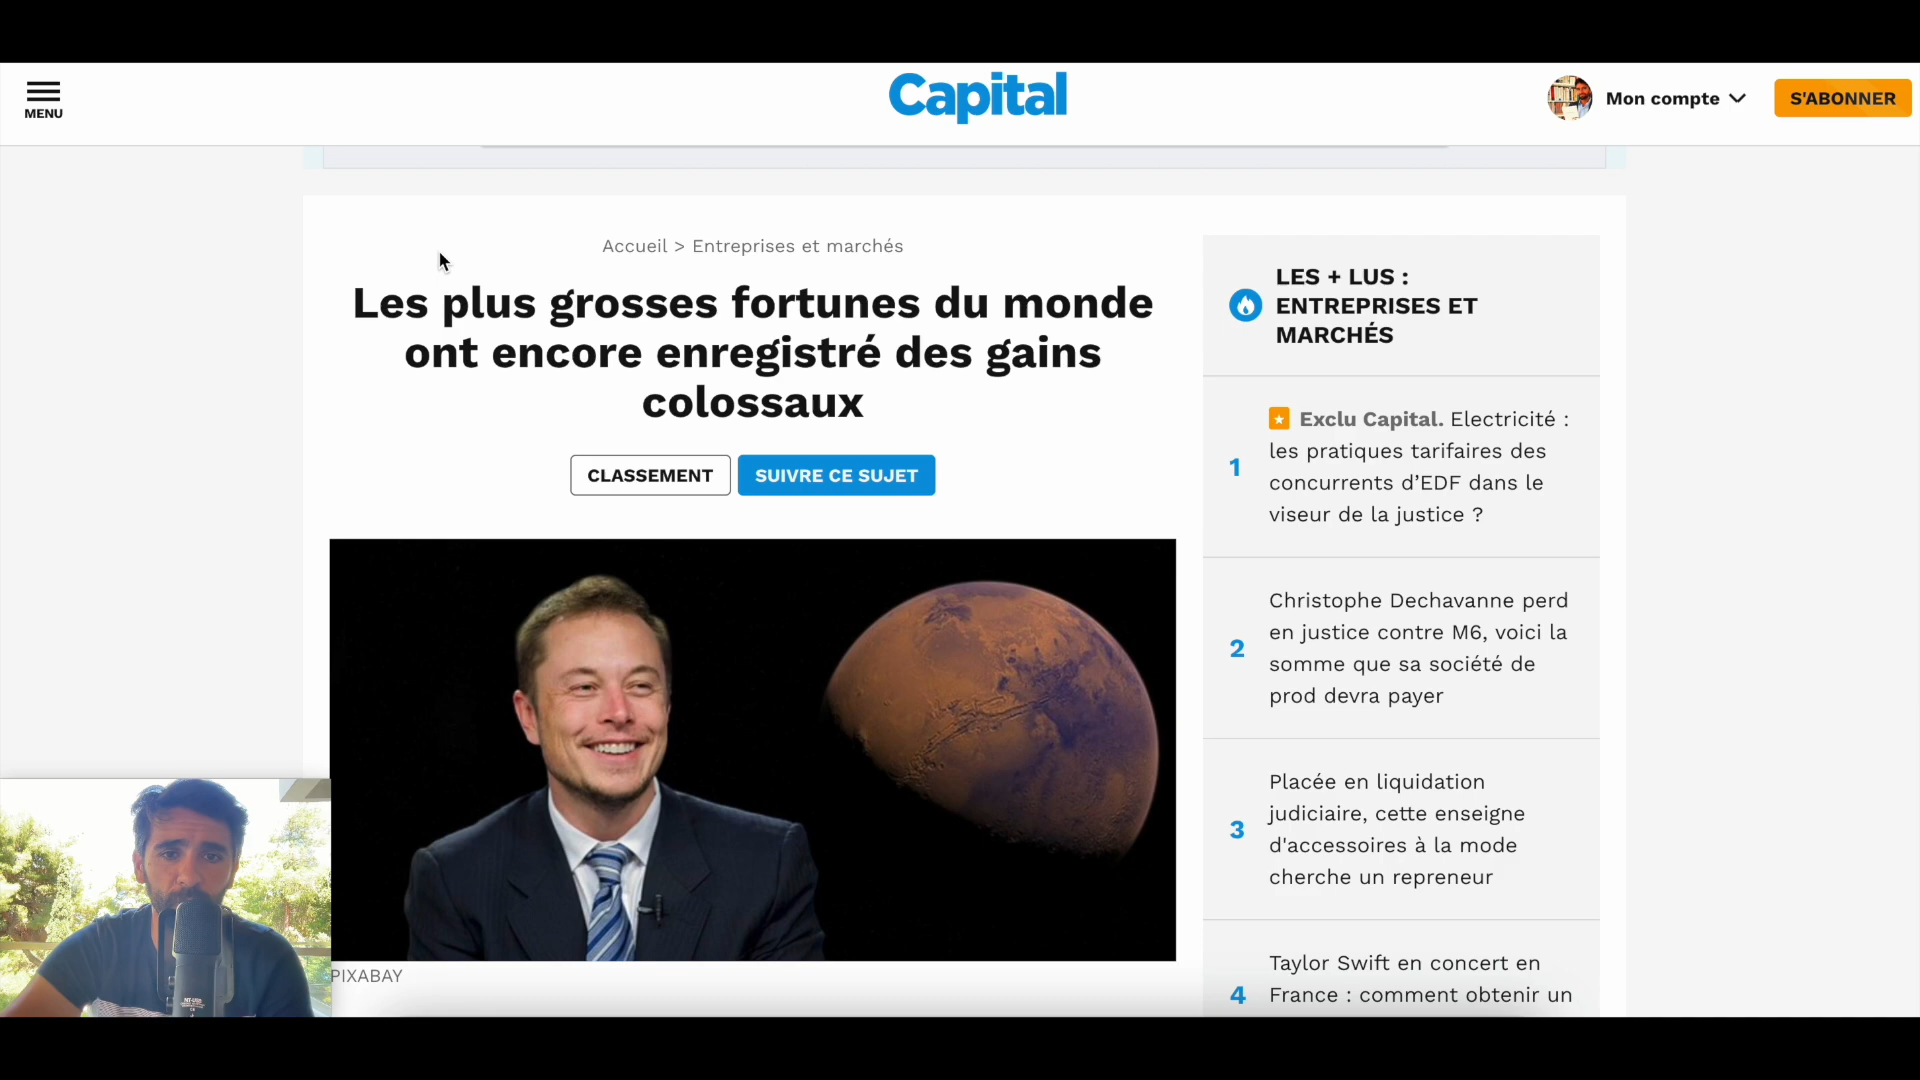 MENU
Capital
Mon compte
S'ABONNER
Accueil > Entreprises et marchés
Les plus grosses fortunes du monde
ont encore enregistré des gains
colossaux
CLASSEMENT
SUIVRE CE SUJET
PIXABAY
LES + LUS :
ENTREPRISES ET
MARCHÉS
1
Exclu Capital. Electricité :
les pratiques tarifaires des
concurrents d’EDF dans le
viseur de la justice ?
2
Christophe Dechavanne perd
en justice contre M6, voici la
somme que sa société de
prod devra payer
3
Placée en liquidation
judiciaire, cette enseigne
d'accessoires à la mode
cherche un repreneur
4
Taylor Swift en concert en
France : comment obtenir un